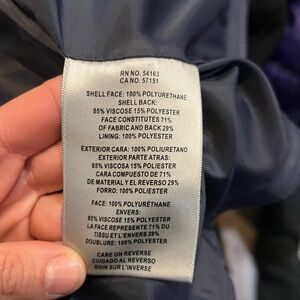 RN NO. 54163
CA NO. 57151
SHELL FACE: 100% POLYURETHANE
SHELL BACK:
85% VISCOSE 15% POLYESTER
FACE CONSTITUTES 71%
OF FABRIC AND BACK 29%
LINING: 100% POLYESTER
EXTERIOR CARA: 100% POLIURETANO
EXTERIOR PARTE ATRAS:
85% VISCOSA 15% POLIESTER
CARA COMPUESTO DE 71%
DE MATERIAL Y EL REVERSO 29%
FORRO: 100% POLIESTER
FACE: 100% POLYURÉTHANE
ENVERS:
85% VISCOSE 15% POLYESTER
LA FACE REPRESENTE 71% DU
TISSU ET L'ENVERS 29%
DOUBLURE: 100% POLYESTER
CARE ON REVERSE
CUIDADO AL REVERSO
SOIN SUR L'INVERSE